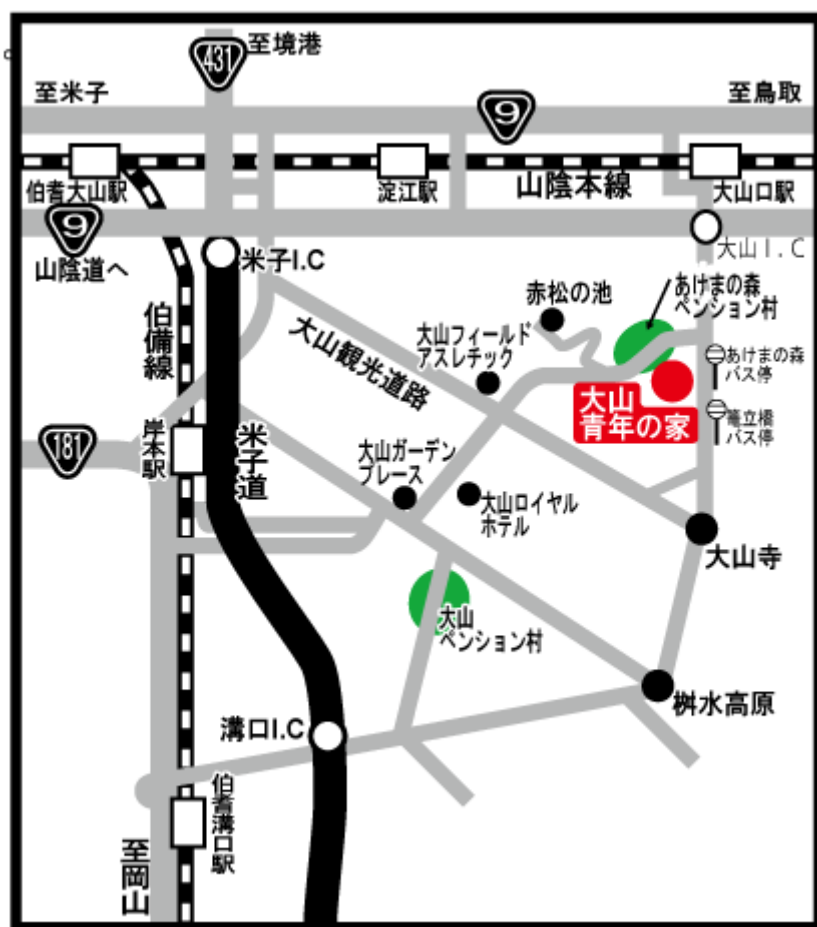 431
至境港
至米子
9
至鳥取
伯耆大山駅
淀江駅
山陰本線
大山口駅
9
山陰道へ
米子I.C
大山I.C
あけまの森
ペンション村
赤松の池
伯備線
大山観光道路
大山フィールド
アスレチック
あけまの森
バス停
大山
青年の家
篭立橋
バス停
181
岸本駅
米子道
大山ガーデン
プレース
大山ロイヤル
ホテル
大山寺
大山
ペンション村
桝水高原
溝口I.C
伯耆溝口駅
至岡山